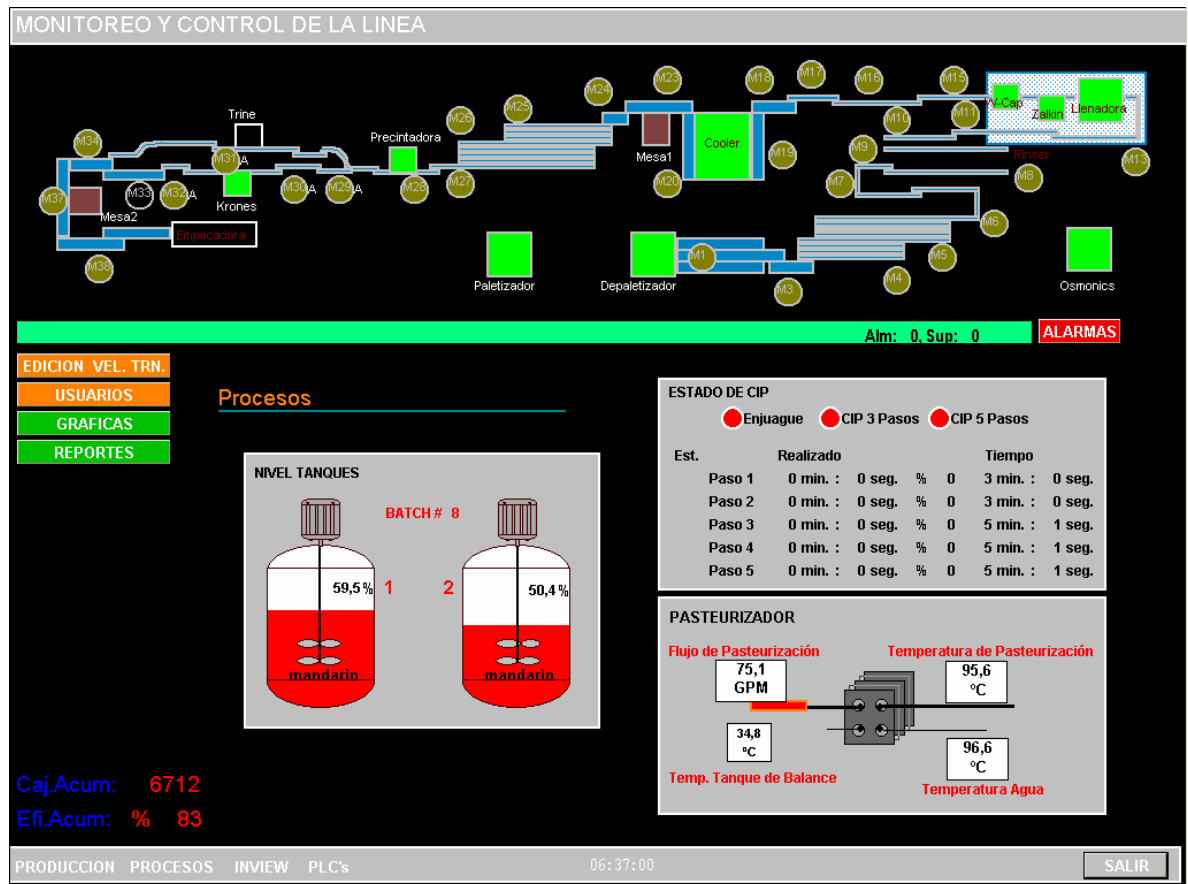 MONITOREO Y CONTROL DE LA LINEA
M23 M18 M17 M16 M15
M24 M25 M26
Trine
Precintadora
W-Cap Zalkin Llenadora
M10 M11
M34
M31 A
Mesa1
Cooler
M19
M9
Rinser
M13
M37
M33 M32 A
Krones
M30 A M29 A M28 M27
M20
M7
M8
Mesa2
Empacadora
M6
M38
M1
M5
Paletizador
Depaletizador
M3
M4
Osmonics
Alm: 0, Sup: 0
ALARMAS
EDICION VEL. TRN.
USUARIOS
GRAFICAS
REPORTES
Procesos
NIVEL TANQUES
BATCH # 8
59,5 % 1 2 50,4 %
mandarin mandarin
ESTADO DE CIP
Enjuague CIP 3 Pasos CIP 5 Pasos
Est. Realizado Tiempo
Paso 1 0 min. : 0 seg. % 0 3 min. : 0 seg.
Paso 2 0 min. : 0 seg. % 0 3 min. : 0 seg.
Paso 3 0 min. : 0 seg. % 0 5 min. : 1 seg.
Paso 4 0 min. : 0 seg. % 0 5 min. : 1 seg.
Paso 5 0 min. : 0 seg. % 0 5 min. : 1 seg.
PASTEURIZADOR
Flujo de Pasteurización Temperatura de Pasteurización
75,1 GPM
95,6 °C
34,8 °C
96,6 °C
Temp. Tanque de Balance
Temperatura Agua
Caj.Acum: 6712
Efi.Acum: % 83
PRODUCCION PROCESOS INVIEW PLC's 06:37:00 SALIR